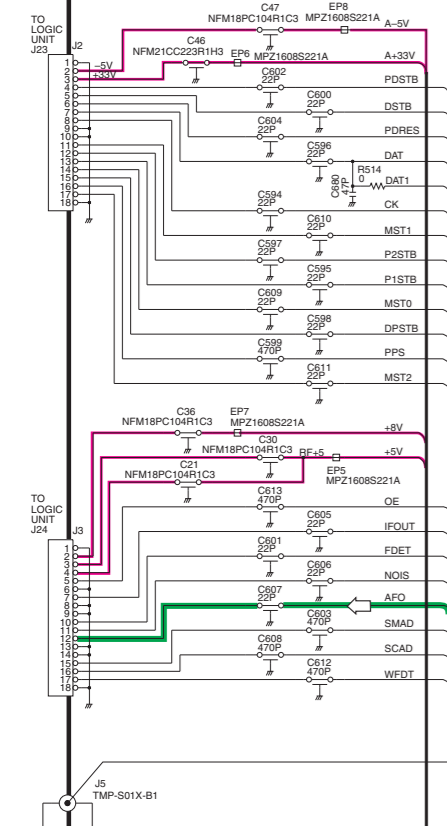 TO
LOGIC
UNIT
J23
J2
C47
NFM18PC104R1C3
EP8
MPZ1608S221A
A–5V
C46
NFM21CC223R1H3
EP6
MPZ1608S221A
A+33V
–5V
+33V
1
2
3
4
5
6
7
8
9
10
11
12
13
14
15
16
17
18
C602
22P
PDSTB
C600
22P
DSTB
C604
22P
PDRES
C596
22P
DAT
R514
0
C680
47P
DAT1
C594
22P
CK
C610
22P
MST1
C597
22P
P2STB
C595
22P
P1STB
C609
22P
MST0
C598
22P
DPSTB
C599
470P
PPS
C611
22P
MST2
C36
NFM18PC104R1C3
EP7
MPZ1608S221A
+8V
C30
NFM18PC104R1C3
RF+5
+5V
C21
NFM18PC104R1C3
EP5
MPZ1608S221A
TO
LOGIC
UNIT
J24
J3
1
2
3
4
5
6
7
8
9
10
11
12
13
14
15
16
17
18
C613
470P
OE
C605
22P
IFOUT
C601
22P
FDET
C606
22P
NOIS
C607
22P
AFO
C603
470P
SMAD
C608
470P
SCAD
C612
470P
WFDT
J5
TMP-S01X-B1